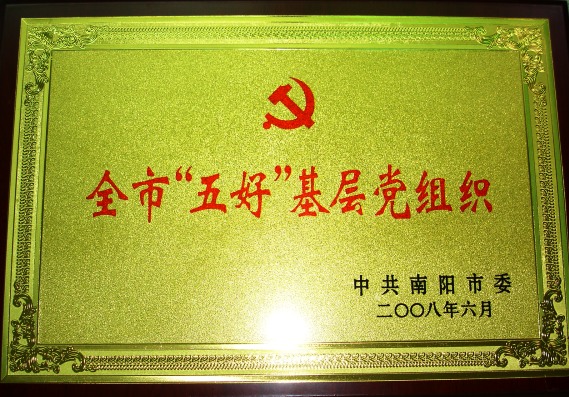 全市“五好”基层党组织
中共南阳市委
二〇〇八年六月